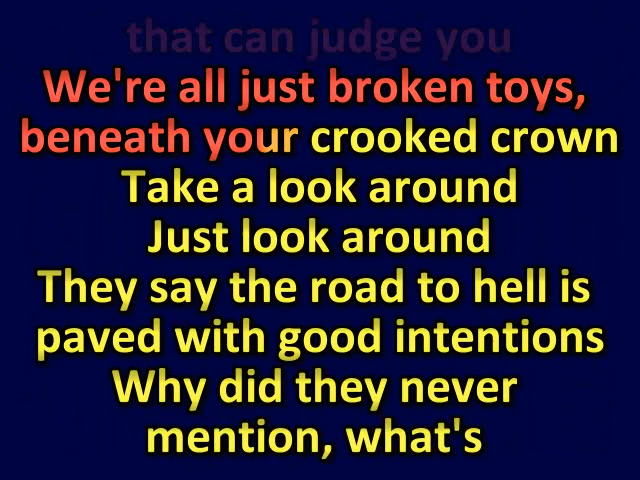 that can judge you
We're all just broken toys,
beneath your crooked crown
Take a look around
Just look around
They say the road to hell is
paved with good intentions
Why did they never
mention, what's